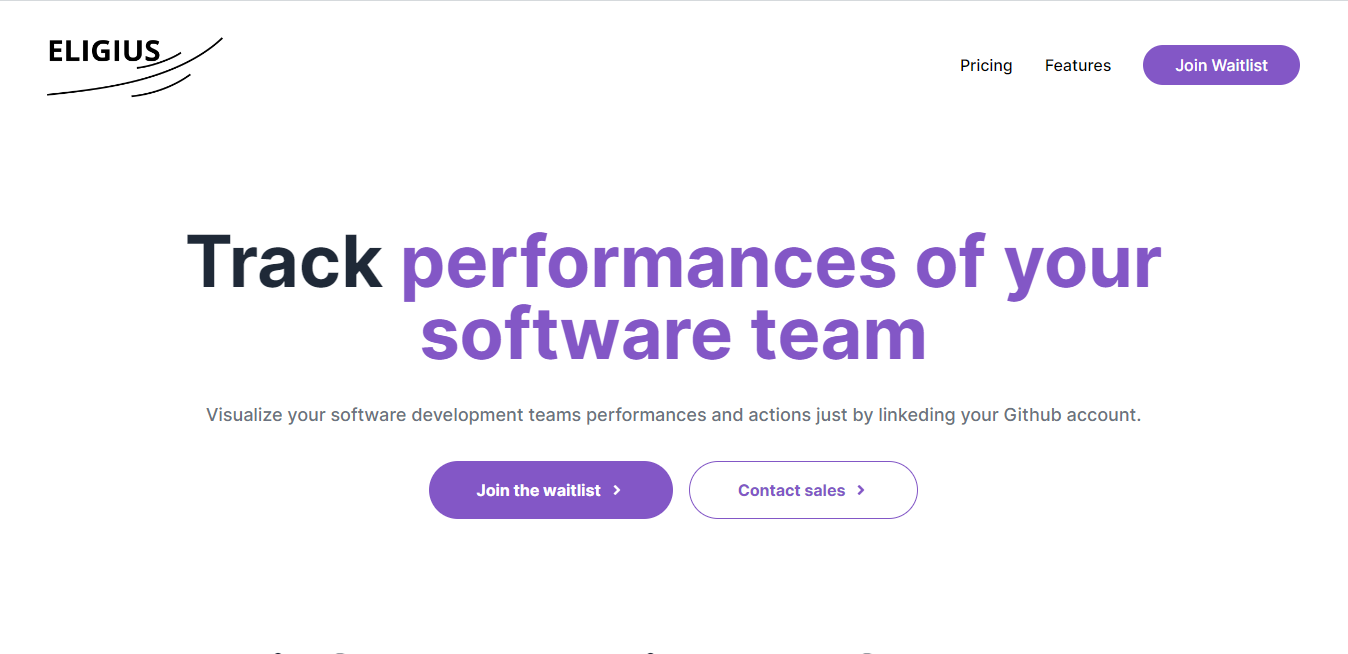 ELIGIUS
Pricing
Features
Join Waitlist
Track performances of your
software team
Visualize your software development teams performances and actions just by linkeding your Github account.
Join the waitlist
Contact sales